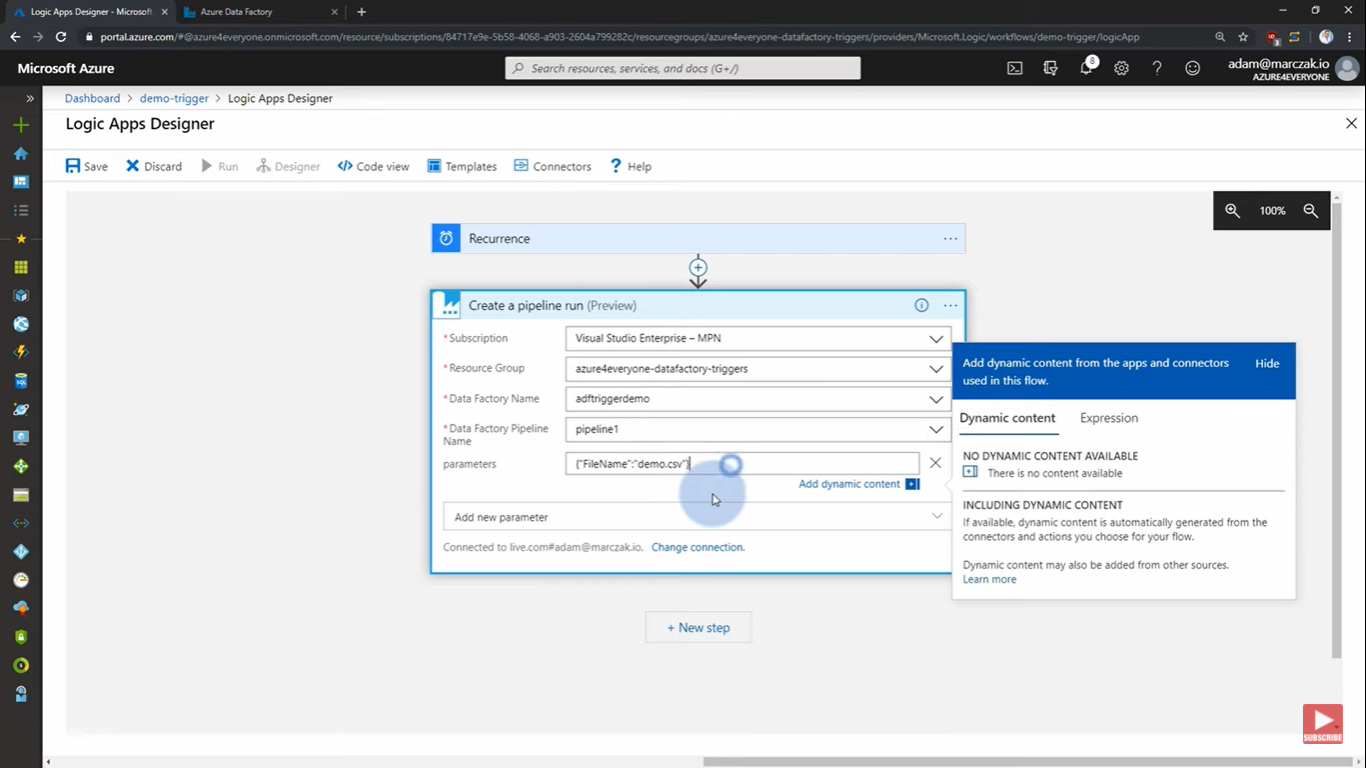 Logic Apps Designer - Microsof
Azure Data Factory
portal.azure.com/#@azure4everyone.onmicrosoft.com/resource/subscriptions/84717e9e-5b58-4068-a903-2604a799282c/resourcegroups/azure4everyone-datafactory-triggers/providers/Microsoft.Logic/workflows/demo-trigger/logicApp
3
Microsoft Azure
Search resources, services, and docs (G+/)
8
adam@marczak.io
AZURE4EVERYONE
Dashboard > demo-trigger > Logic Apps Designer
Logic Apps Designer
Save Discard Run Designer Code view Templates Connectors Help
100%
Recurrence
Create a pipeline run (Preview)
*Subscription
Visual Studio Enterprise – MPN
*Resource Group
azure4everyone-datafactory-triggers
*Data Factory Name
adftriggerdemo
*Data Factory Pipeline
Name
pipeline1
parameters
{"FileName":"demo.csv"}
Add dynamic content
Add new parameter
Connected to live.com#adam@marczak.io. Change connection.
+ New step
Add dynamic content from the apps and connectors
used in this flow.
Hide
Dynamic content Expression
NO DYNAMIC CONTENT AVAILABLE
There is no content available
INCLUDING DYNAMIC CONTENT
If available, dynamic content is automatically generated from the
connectors and actions you choose for your flow.
Dynamic content may also be added from other sources.
Learn more
SUBSCRIBE